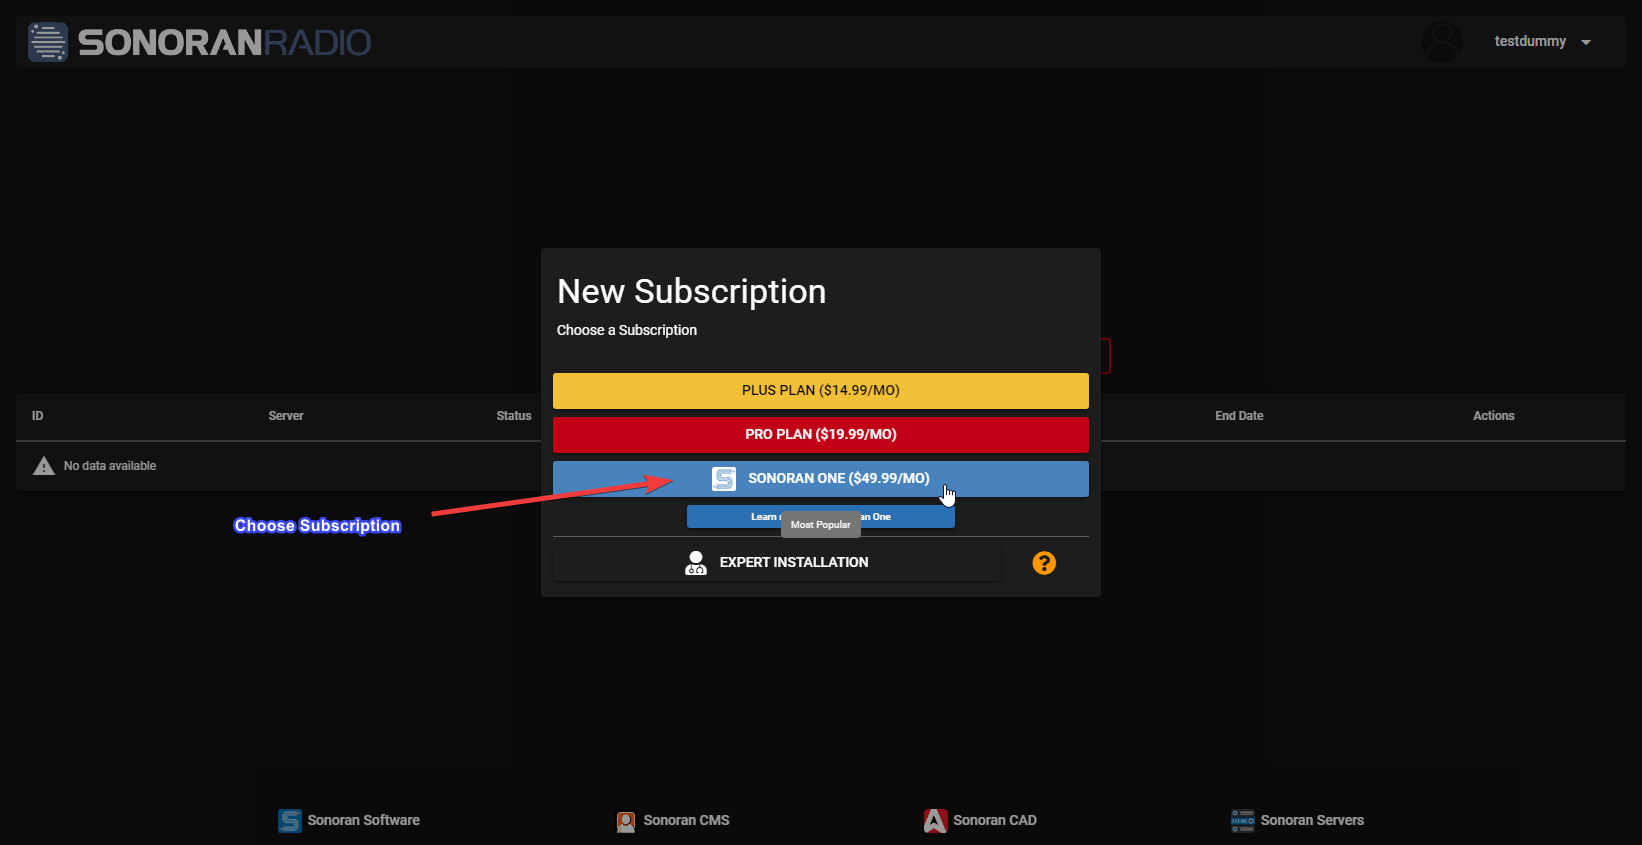 SONORANRADIO
testdummy
New Subscription
Choose a Subscription
PLUS PLAN ($14.99/MO)
PRO PLAN ($19.99/MO)
SONORAN ONE ($49.99/MO)
Learn an One
Most Popular
EXPERT INSTALLATION
?
ID Server Status End Date Actions
No data available
Choose Subscription
Sonoran Software Sonoran CMS Sonoran CAD Sonoran Servers